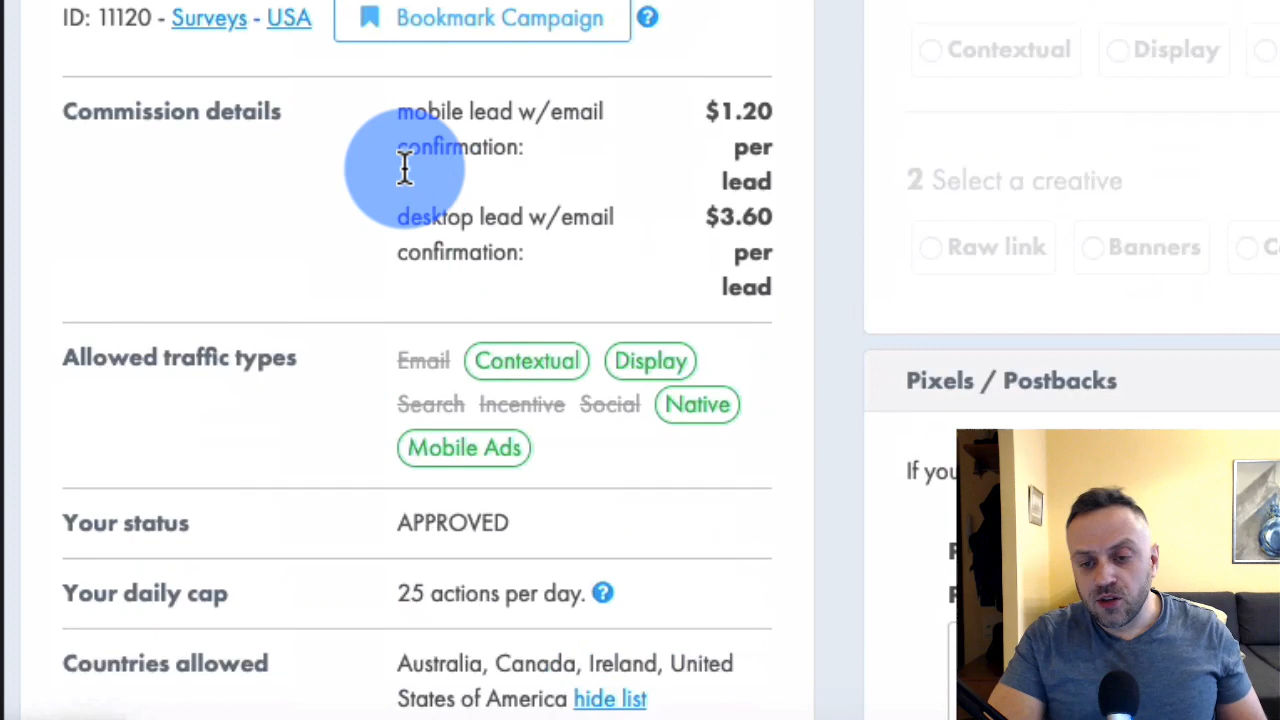 ID: 11120 - Surveys - USA
Bookmark Campaign
?
Commission details
mobile lead w/email confirmation:
$1.20 per lead
desktop lead w/email confirmation:
$3.60 per lead
Allowed traffic types
Email Contextual Display
Search Incentive Social Native
Mobile Ads
Your status
APPROVED
Your daily cap
25 actions per day. ?
Countries allowed
Australia, Canada, Ireland, United
States of America hide list
Contextual
Display
2 Select a creative
Raw link
Banners
Pixels / Postbacks
If you